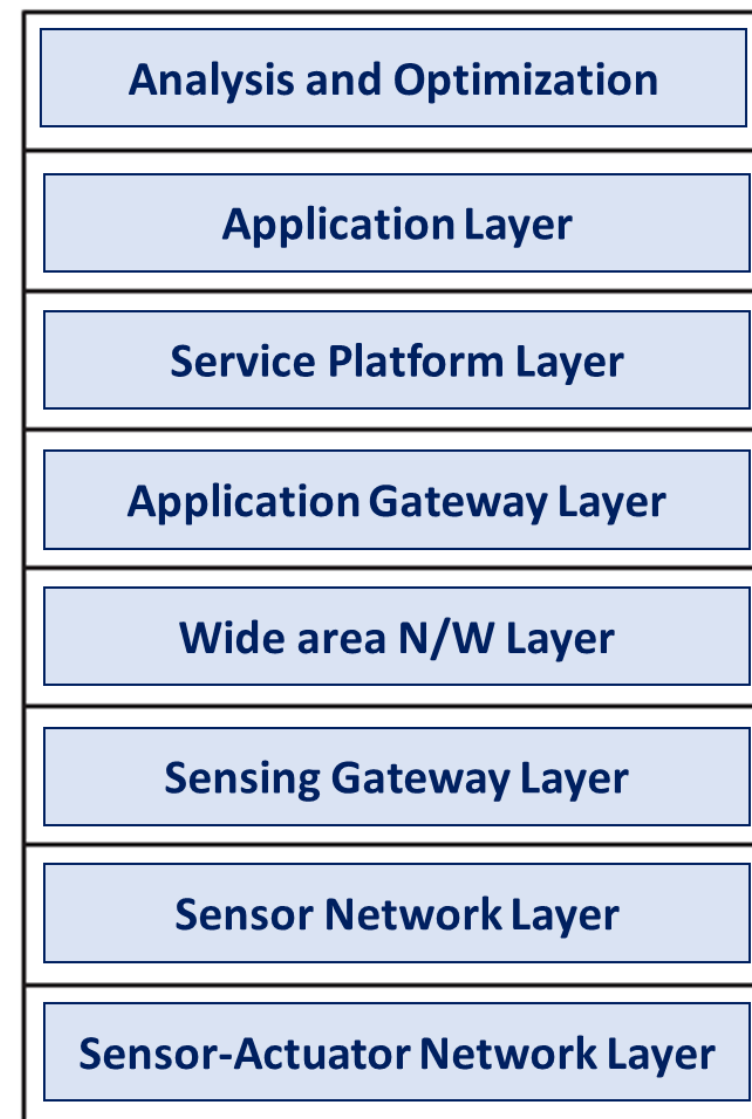 Analysis and Optimization
Application Layer
Service Platform Layer
Application Gateway Layer
Wide area N/W Layer
Sensing Gateway Layer
Sensor Network Layer
Sensor-Actuator Network Layer